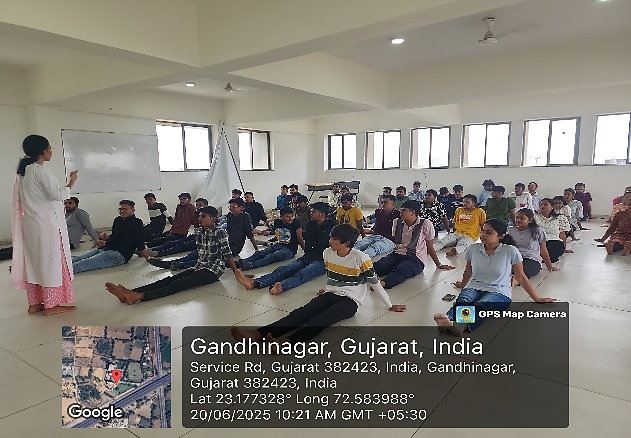 GPS Map Camera
Gandhinagar, Gujarat, India
Service Rd, Gujarat 382423, India, Gandhinagar,
Gujarat 382423, India
Lat 23.177328° Long 72.583988°
20/06/2025 10:21 AM GMT +05:30
Google